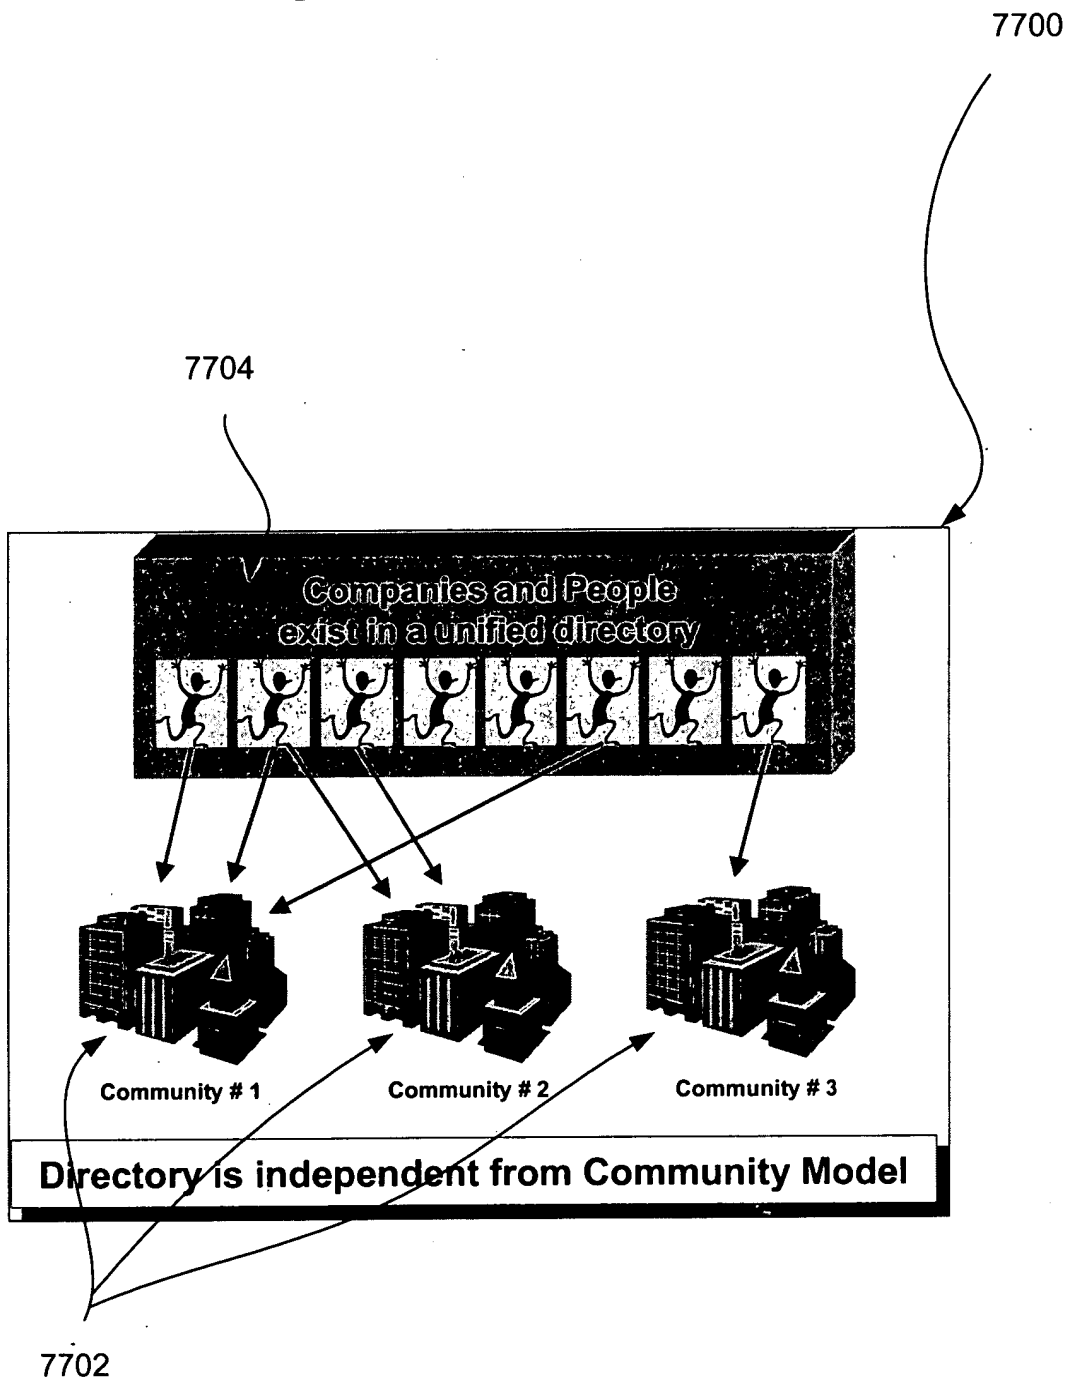 7700
7704
Companies and People
exist in a unified directory
Community # 1
Community # 2
Community # 3
Directory is independent from Community Model
7702